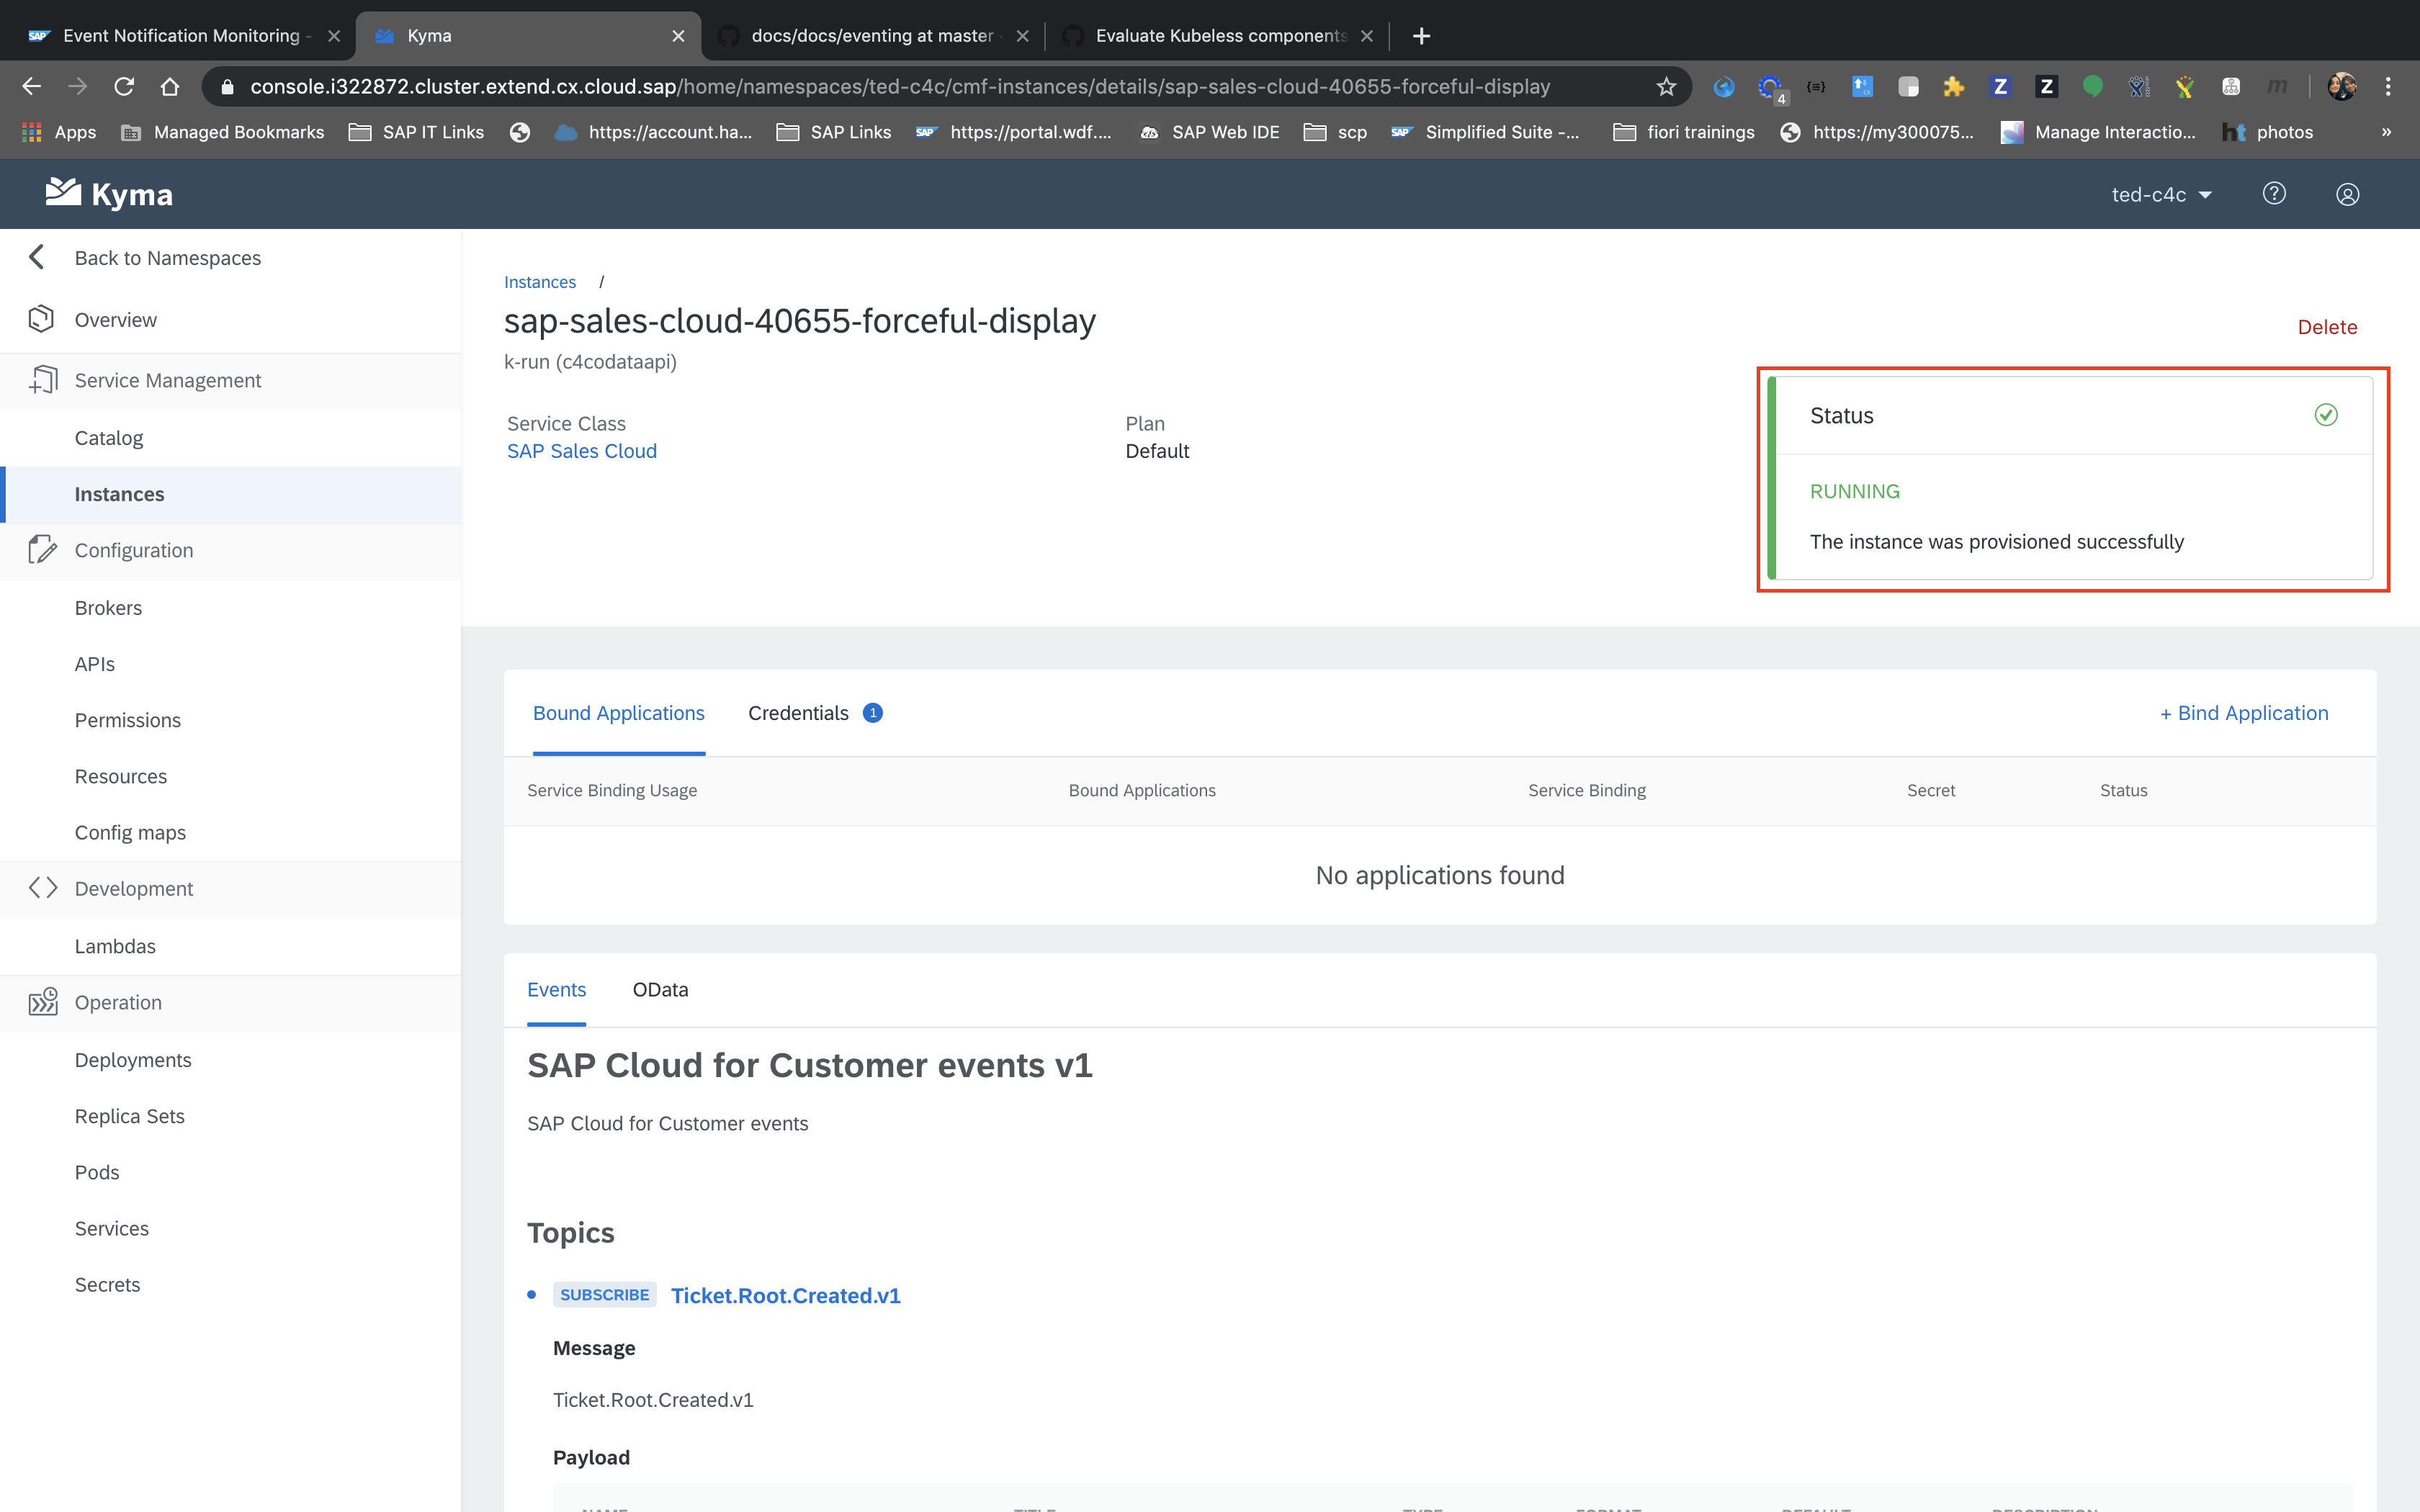 SAP Event Notification Monitoring -
Kyma
docs/docs/eventing at master
Evaluate Kubeless components
console.i322872.cluster.extend.cx.cloud.sap/home/namespaces/ted-c4c/cmf-instances/details/sap-sales-cloud-40655-forceful-display
4
Z
Z
m
Apps
Managed Bookmarks
SAP IT Links
https://account.ha...
SAP Links
SAP https://portal.wdf....
SAP Web IDE
scp
SAP Simplified Suite -...
fiori trainings
https://my300075...
Manage Interactio...
ht photos
»
Kyma
ted-c4c
Back to Namespaces
Overview
Service Management
Catalog
Instances
Configuration
Brokers
APIs
Permissions
Resources
Config maps
Development
Lambdas
Operation
Deployments
Replica Sets
Pods
Services
Secrets
Instances /
sap-sales-cloud-40655-forceful-display
k-run (c4codataapi)
Delete
Service Class
SAP Sales Cloud
Plan
Default
Status
RUNNING
The instance was provisioned successfully
Bound Applications
Credentials 1
+ Bind Application
Service Binding Usage
Bound Applications
Service Binding
Secret
Status
No applications found
Events
OData
SAP Cloud for Customer events v1
SAP Cloud for Customer events
Topics
SUBSCRIBE Ticket.Root.Created.v1
Message
Ticket.Root.Created.v1
Payload